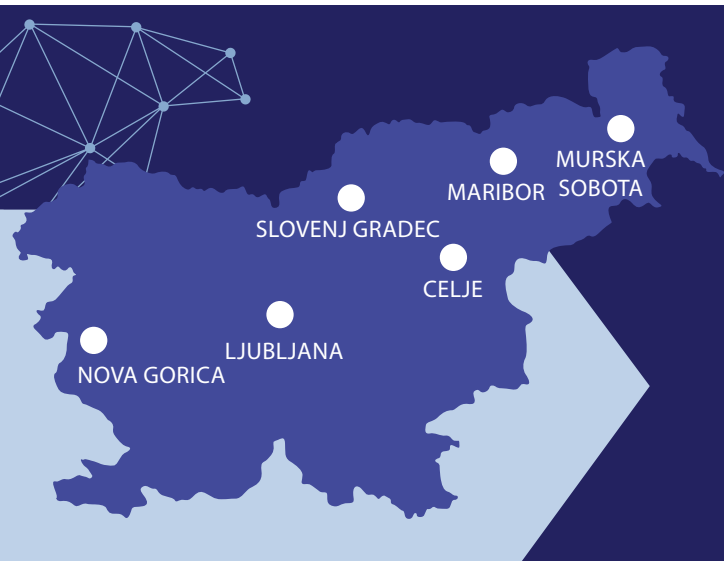 MURSKA
SOBOTA
MARIBOR
SLOVENJ GRADEC
CELJE
LJUBLJANA
NOVA GORICA